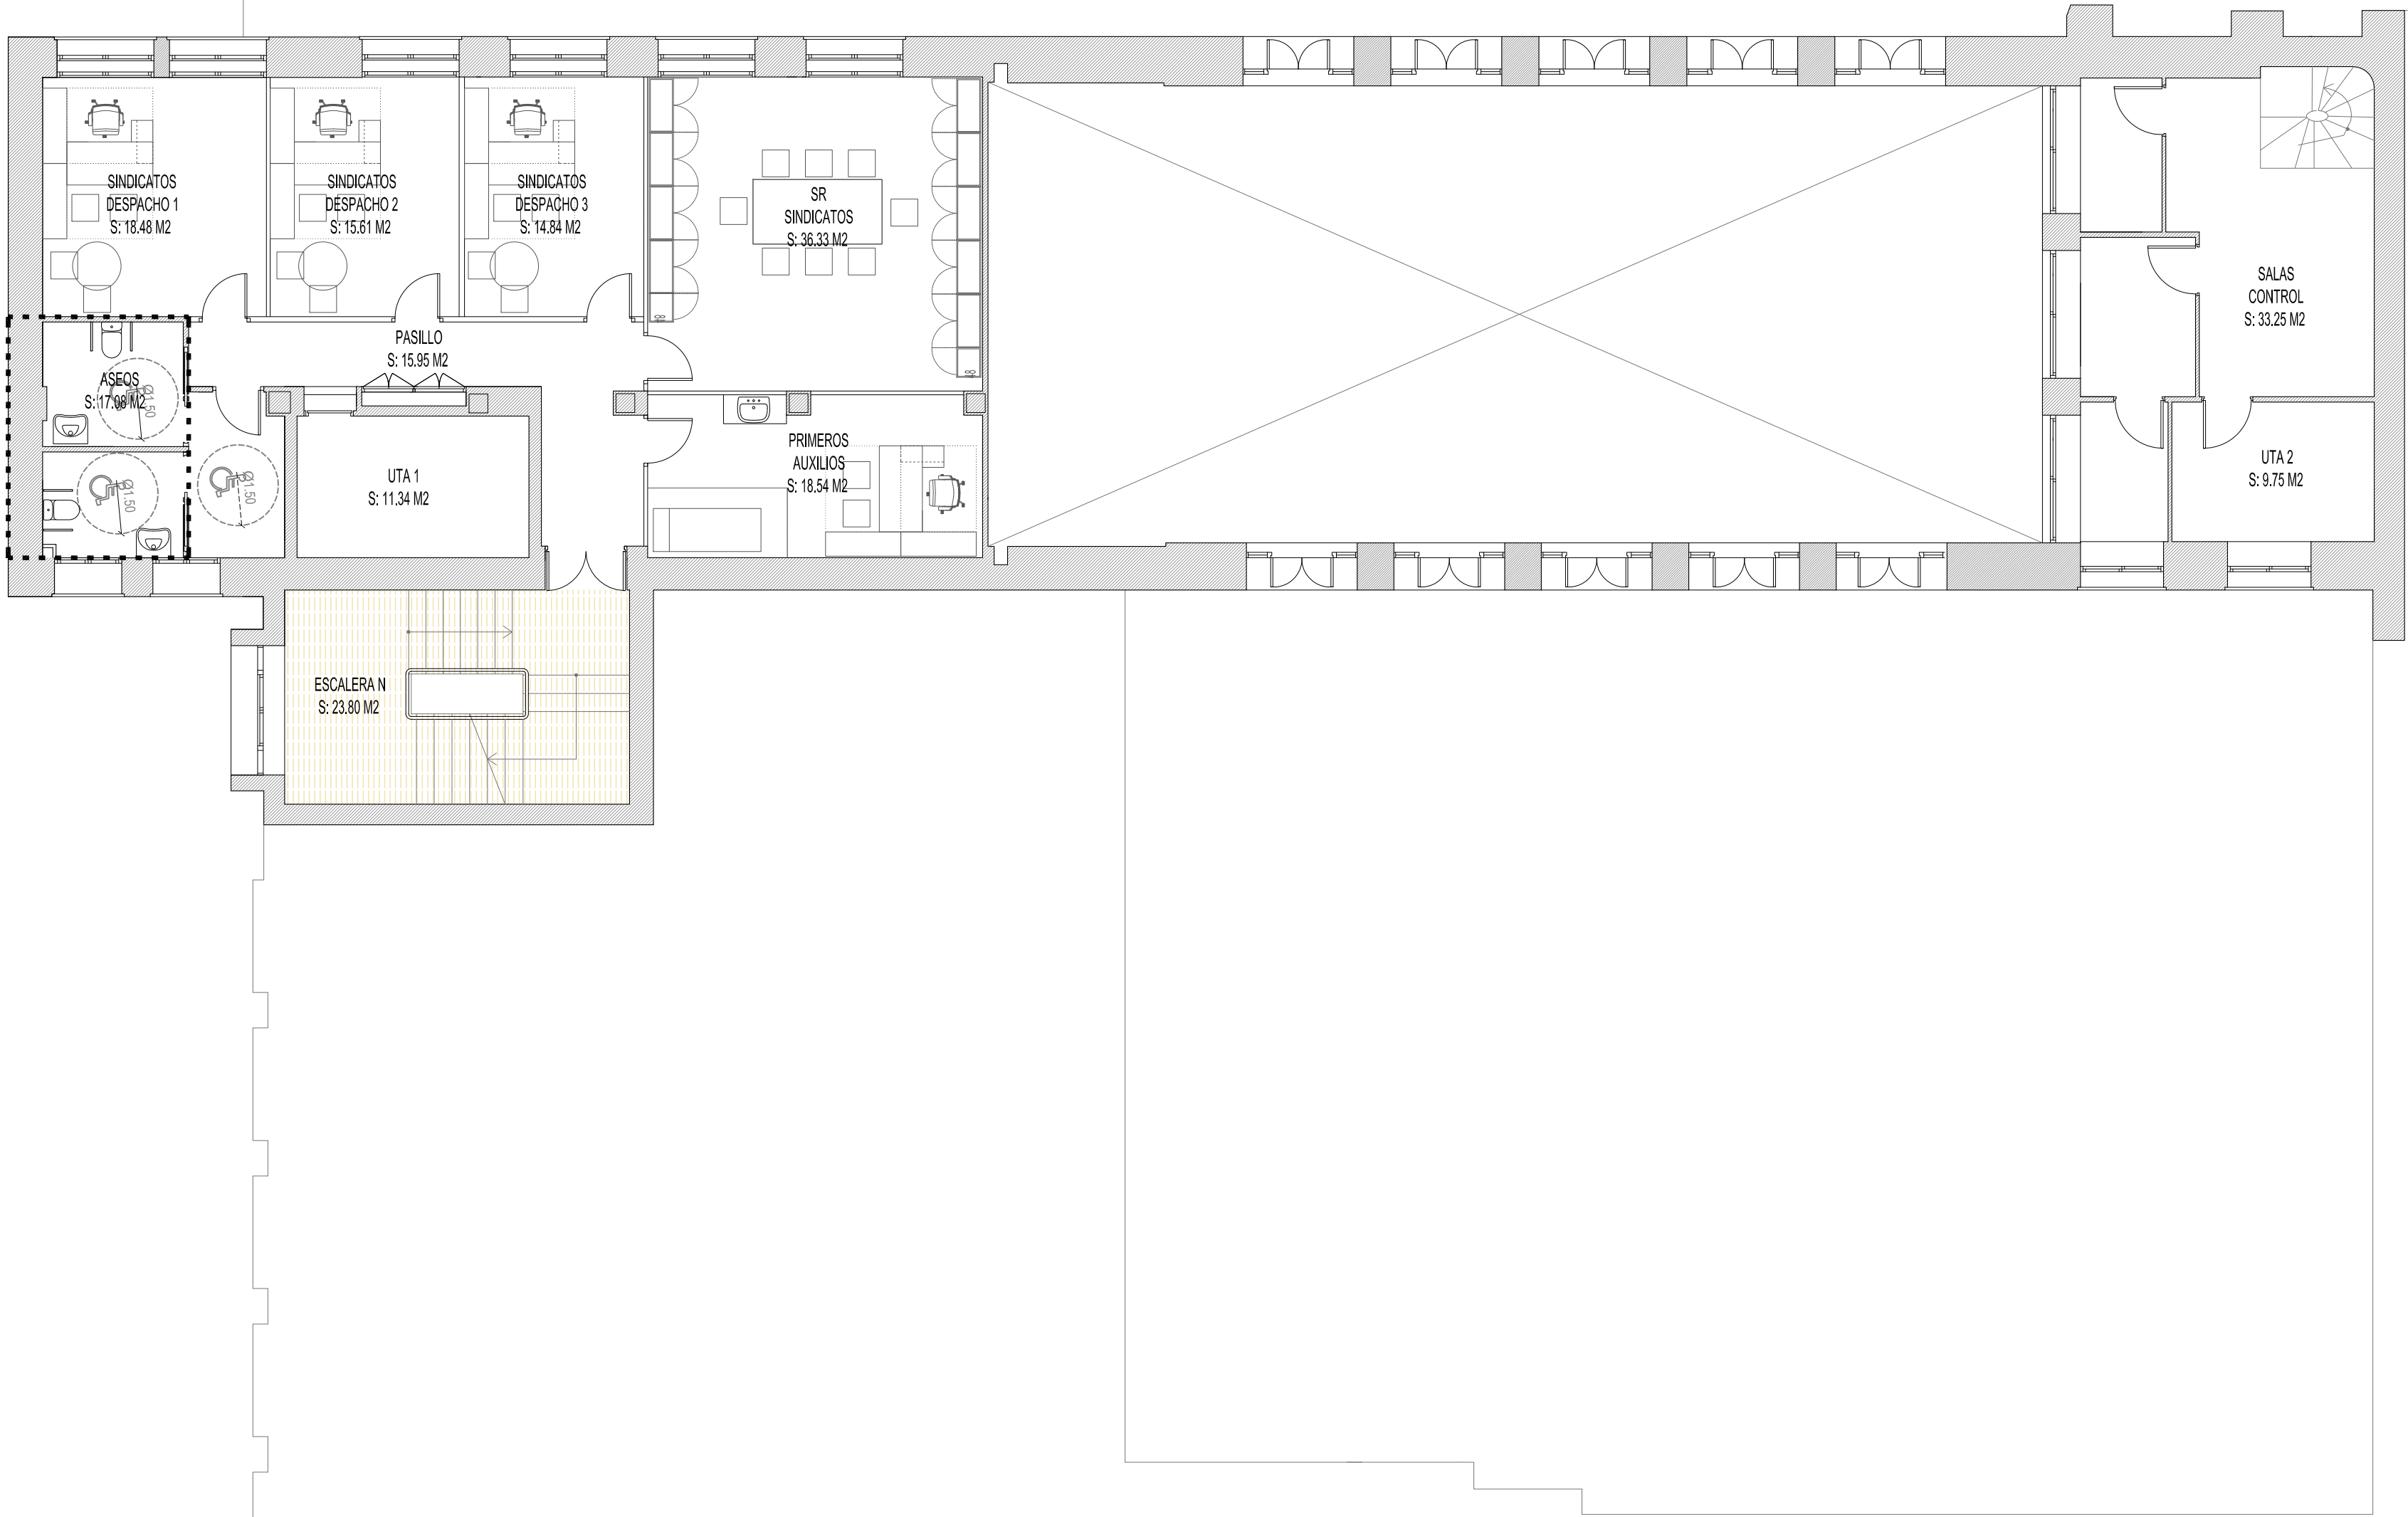 SINDICATOS
DESPACHO 1
S: 18.48 M2
SINDICATOS
DESPACHO 2
S: 15.61 M2
SINDICATOS
DESPACHO 3
S: 14.84 M2
SR
SINDICATOS
S: 36.33 M2
SALAS
CONTROL
S: 33.25 M2
PASILLO
S: 15.95 M2
ASEOS
S: 17.08 M2
Ø1.50
Ø1.50
Ø1.50
UTA 1
S: 11.34 M2
PRIMEROS
AUXILIOS
S: 18.54 M2
UTA 2
S: 9.75 M2
ESCALERA N
S: 23.80 M2